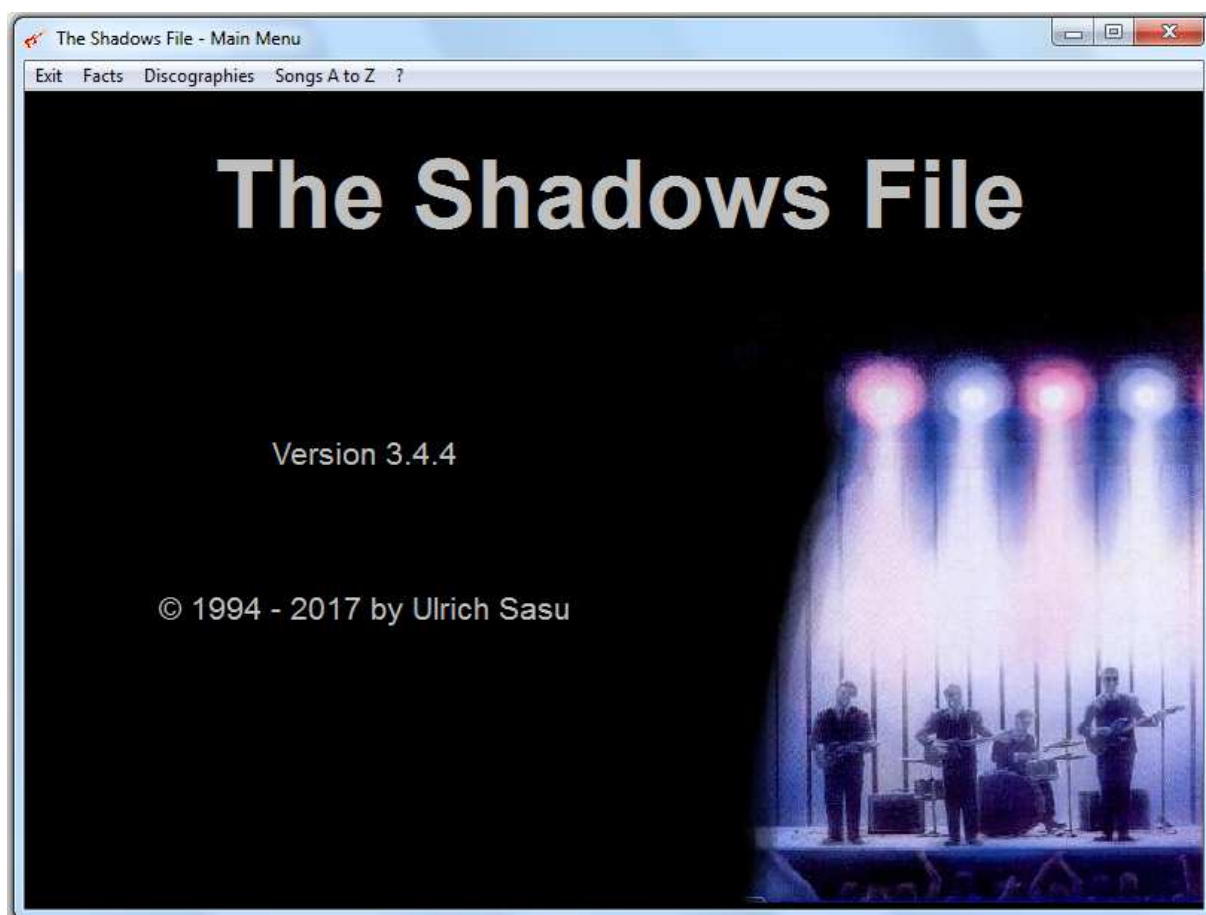 The Shadows File - Main Menu
Exit Facts Discographies Songs A to Z ?
The Shadows File
Version 3.4.4
© 1994 - 2017 by Ulrich Sasu